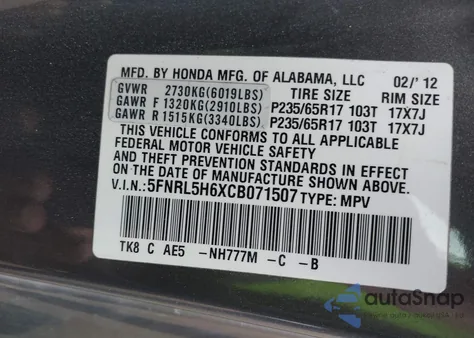 MFD. BY HONDA MFG. OF ALABAMA, LLC 02/' 12
GVWR 2730KG(6019LBS) TIRE SIZE RIM SIZE
GAWR F 1320KG(2910LBS) P235/65R17 103T 17X7J
GAWR R 1515KG(3340LBS) P235/65R17 103T 17X7J
THIS VEHICLE CONFORMS TO ALL APPLICABLE
FEDERAL MOTOR VEHICLE SAFETY
AND THEFT PREVENTION STANDARDS IN EFFECT
ON THE DATE OF MANUFACTURE SHOWN ABOVE.
V.I.N.: 5FNRL5H6XCB071507 TYPE: MPV
TK8 C AE5 -NH777M -C -B
autoSnap